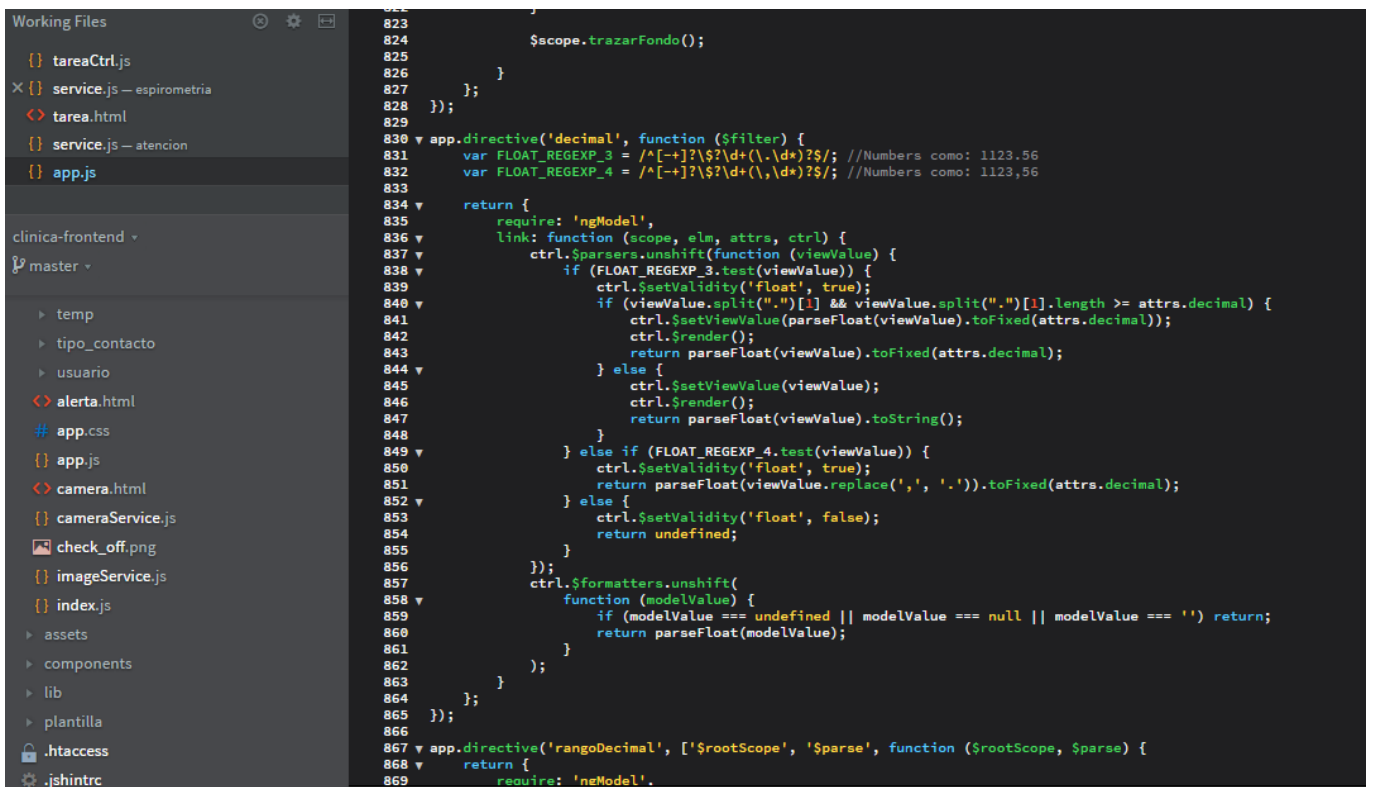 Working Files
{} tareaCtrl.js
× {} service.js — espirometria
<> tarea.html
{} service.js — atencion
{} app.js
clinica-frontend
master
temp
tipo_contacto
usuario
<> alerta.html
# app.css
{} app.js
<> camera.html
{} cameraService.js
check_off.png
{} imageService.js
{} index.js
assets
components
lib
plantilla
.htaccess
.jshintrc
823
824                $scope.trazarFondo();
825
826            }
827        };
828    });
829
830 ▼ app.directive('decimal', function ($filter) {
831        var FLOAT_REGEXP_3 = /^[-+]?\$?\d+(\.\d*)?$/; //Numbers como: 1123.56
832        var FLOAT_REGEXP_4 = /^[-+]?\$?\d+(\,\d*)?$/; //Numbers como: 1123,56
833
834 ▼      return {
835            require: 'ngModel',
836 ▼          link: function (scope, elm, attrs, ctrl) {
837 ▼              ctrl.$parsers.unshift(function (viewValue) {
838 ▼                  if (FLOAT_REGEXP_3.test(viewValue)) {
839                        ctrl.$setValidity('float', true);
840 ▼                      if (viewValue.split(".")[1] && viewValue.split(".")[1].length >= attrs.decimal) {
841                            ctrl.$setViewValue(parseFloat(viewValue).toFixed(attrs.decimal));
842                            ctrl.$render();
843                            return parseFloat(viewValue).toFixed(attrs.decimal);
844 ▼                      } else {
845                            ctrl.$setViewValue(viewValue);
846                            ctrl.$render();
847                            return parseFloat(viewValue).toString();
848                        }
849 ▼                  } else if (FLOAT_REGEXP_4.test(viewValue)) {
850                        ctrl.$setValidity('float', true);
851                        return parseFloat(viewValue.replace(',', '.')).toFixed(attrs.decimal);
852 ▼                  } else {
853                        ctrl.$setValidity('float', false);
854                        return undefined;
855                    }
856                });
857                ctrl.$formatters.unshift(
858 ▼                  function (modelValue) {
859                        if (modelValue === undefined || modelValue === null || modelValue === '') return;
860                        return parseFloat(modelValue);
861                    }
862                );
863            }
864        };
865    });
866
867 ▼ app.directive('rangoDecimal', ['$rootScope', '$parse', function ($rootScope, $parse) {
868 ▼      return {
869            require: 'ngModel',